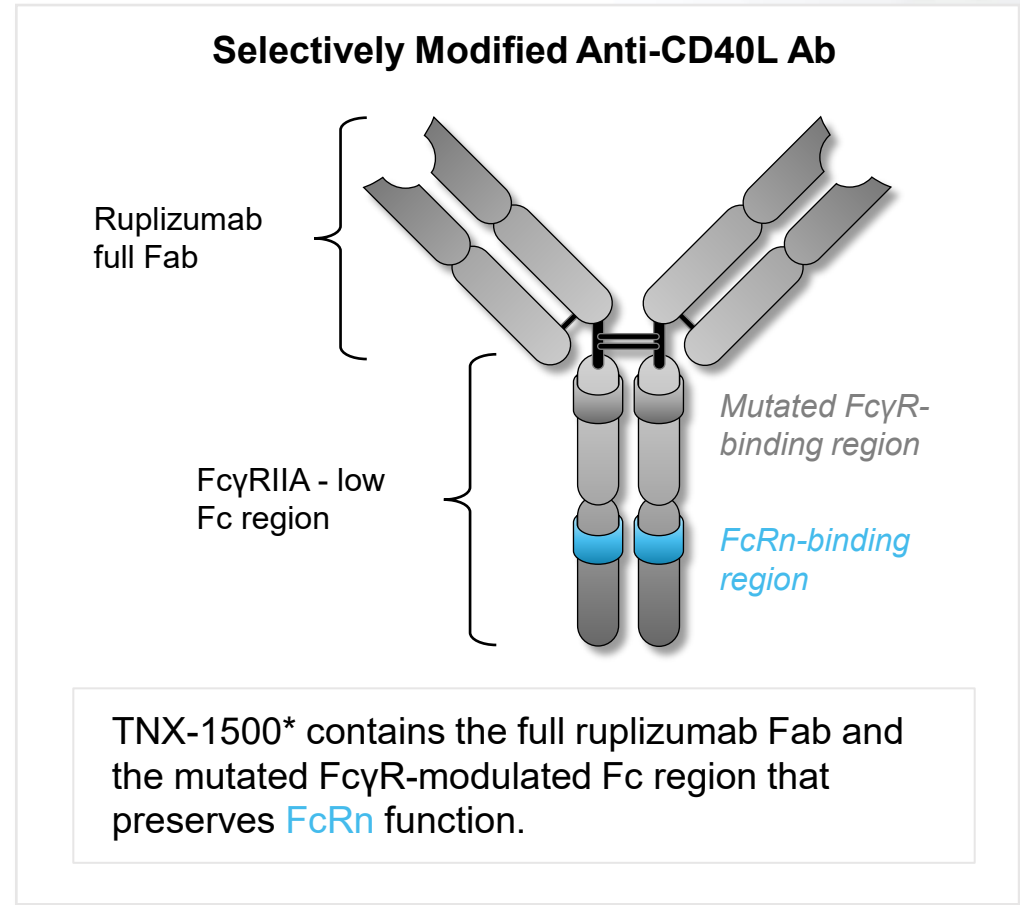 Selectively Modified Anti-CD40L Ab
Ruplizumab
full Fab
Mutated FcγR-
binding region
FcγRIIA - low
Fc region
FcRn-binding
region
TNX-1500* contains the full ruplizumab Fab and
the mutated FcγR-modulated Fc region that
preserves FcRn function.